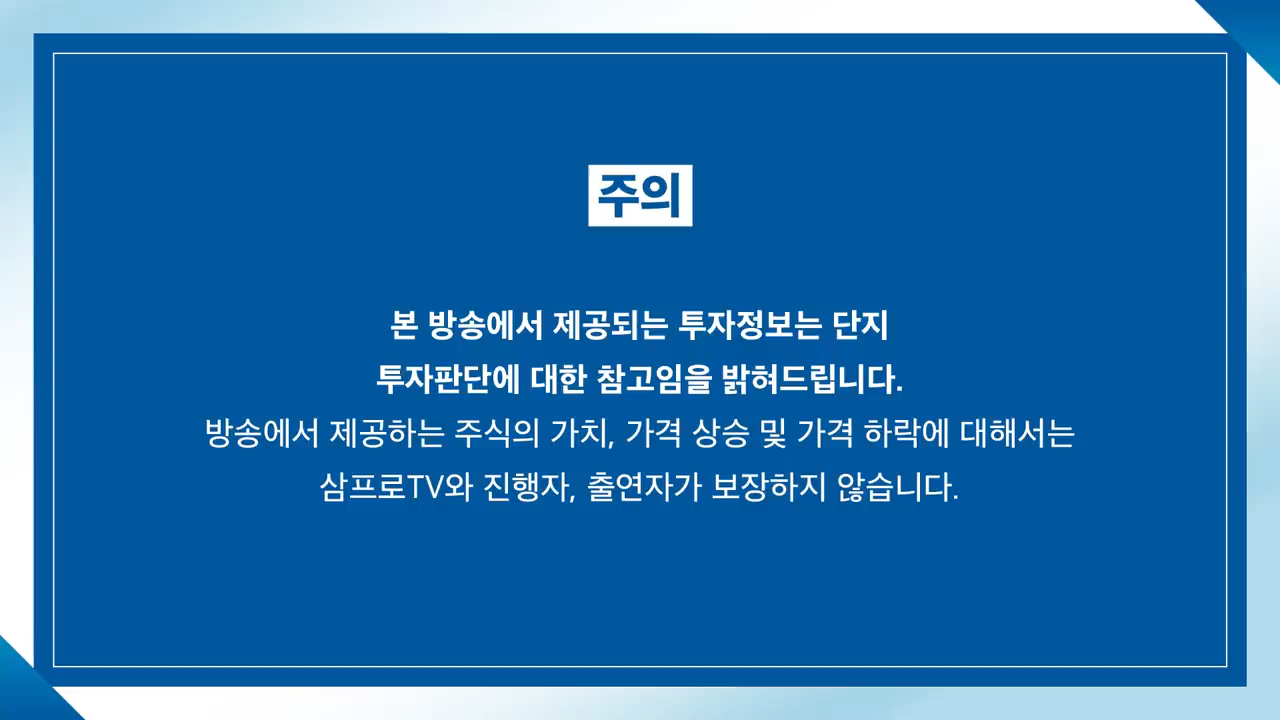 주의
본 방송에서 제공되는 투자정보는 단지
투자판단에 대한 참고임을 밝혀드립니다.
방송에서 제공하는 주식의 가치, 가격 상승 및 가격 하락에 대해서는
삼프로TV와 진행자, 출연자가 보장하지 않습니다.